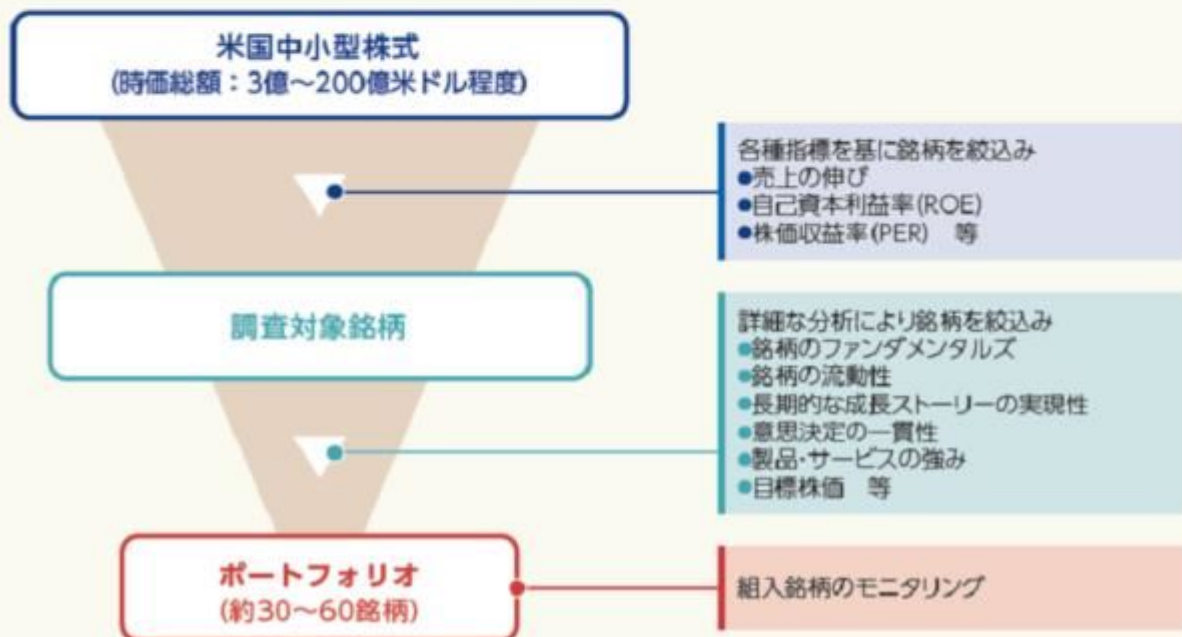 米国中小型株式
(時価総額：3億～200億米ドル程度)
各種指標を基に銘柄を絞込み
●売上の伸び
●自己資本利益率(ROE)
●株価収益率(PER)　等
調査対象銘柄
詳細な分析により銘柄を絞込み
●銘柄のファンダメンタルズ
●銘柄の流動性
●長期的な成長ストーリーの実現性
●意思決定の一貫性
●製品・サービスの強み
●目標株価　等
ポートフォリオ
(約30～60銘柄)
組入銘柄のモニタリング